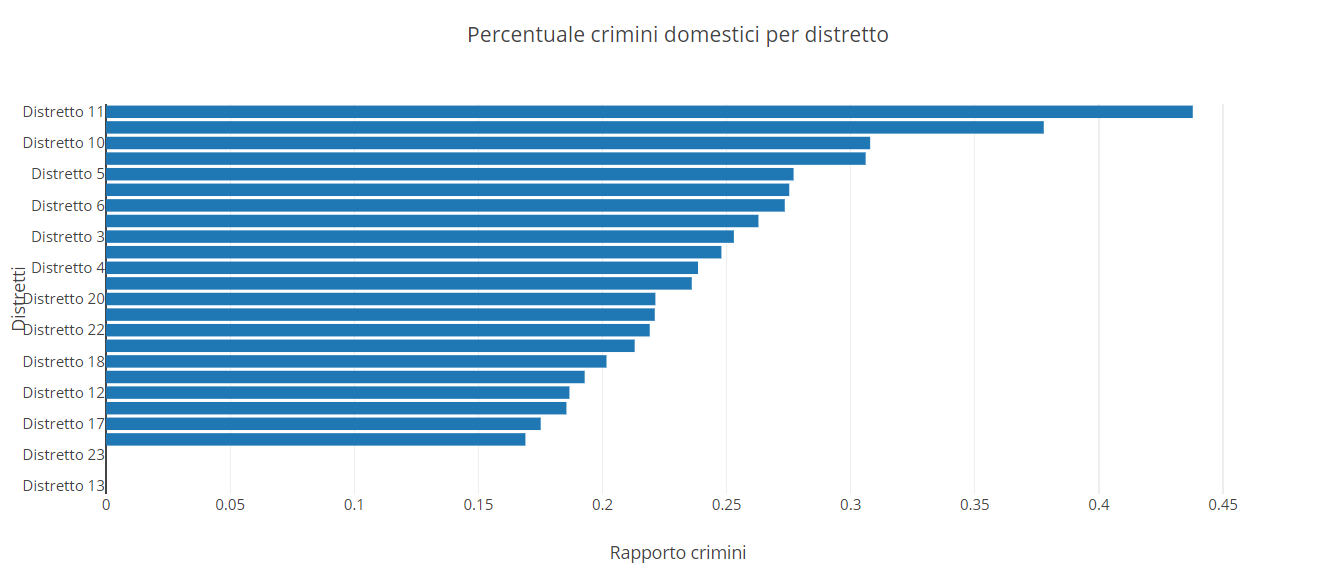 Percentuale crimini domestici per distretto
Distretti
Distretto 11
Distretto 10
Distretto 5
Distretto 6
Distretto 3
Distretto 4
Distretto 20
Distretto 22
Distretto 18
Distretto 12
Distretto 17
Distretto 23
Distretto 13
0 0.05 0.1 0.15 0.2 0.25 0.3 0.35 0.4 0.45
Rapporto crimini